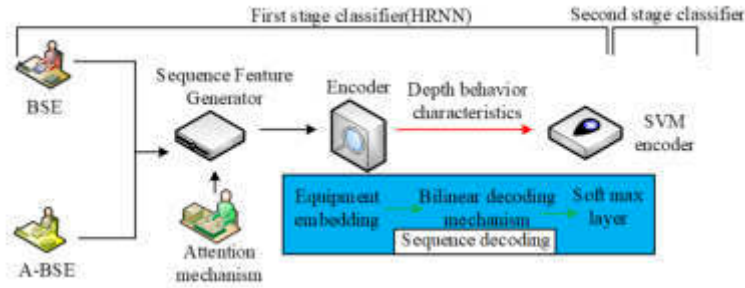 First stage classifier(HRNN)
Second stage classifier
BSE
Sequence Feature
Generator
Encoder
Depth behavior
characteristics
SVM
encoder
Equipment
embedding
Bilinear decoding
mechanism
Soft max
layer
Sequence decoding
A-BSE
Attention
mechanism